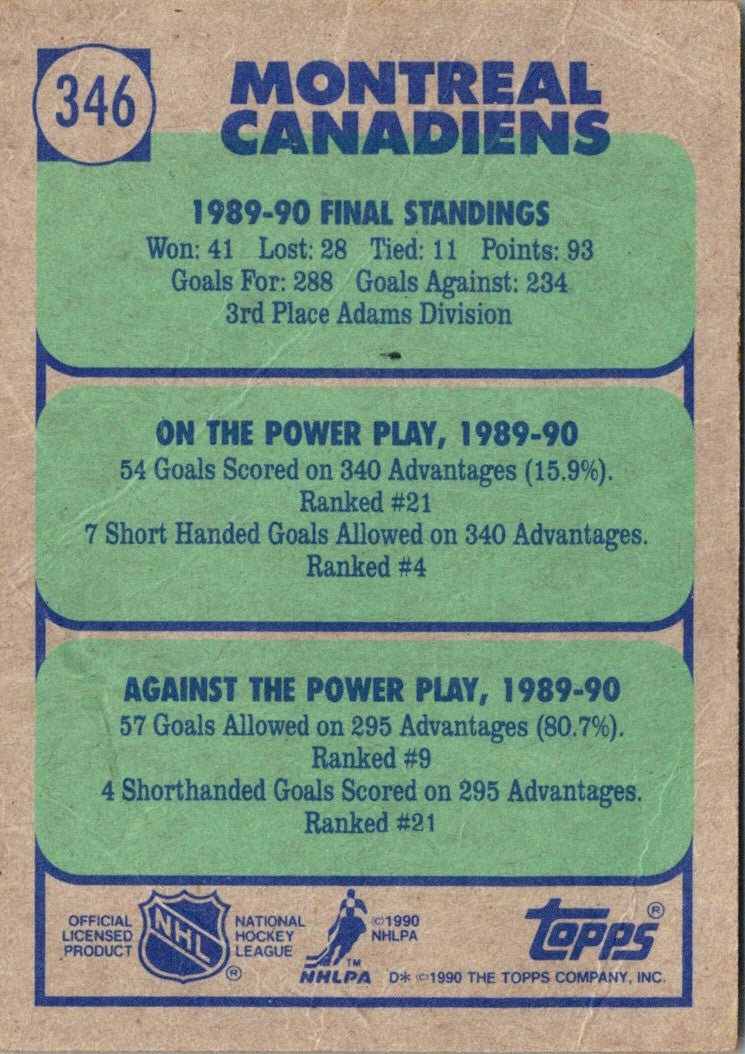 346
MONTREAL
CANADIENS
1989-90 FINAL STANDINGS
Won: 41 Lost: 28 Tied: 11 Points: 93
Goals For: 288 Goals Against: 234
3rd Place Adams Division
ON THE POWER PLAY, 1989-90
54 Goals Scored on 340 Advantages (15.9%).
Ranked #21
7 Short Handed Goals Allowed on 340 Advantages.
Ranked #4
AGAINST THE POWER PLAY, 1989-90
57 Goals Allowed on 295 Advantages (80.7%).
Ranked #9
4 Shorthanded Goals Scored on 295 Advantages.
Ranked #21
OFFICIAL
LICENSED
PRODUCT
NHL
®
NATIONAL
HOCKEY
LEAGUE
TM
NHLPA
©1990
NHLPA
topps®
D* ©1990 THE TOPPS COMPANY, INC.